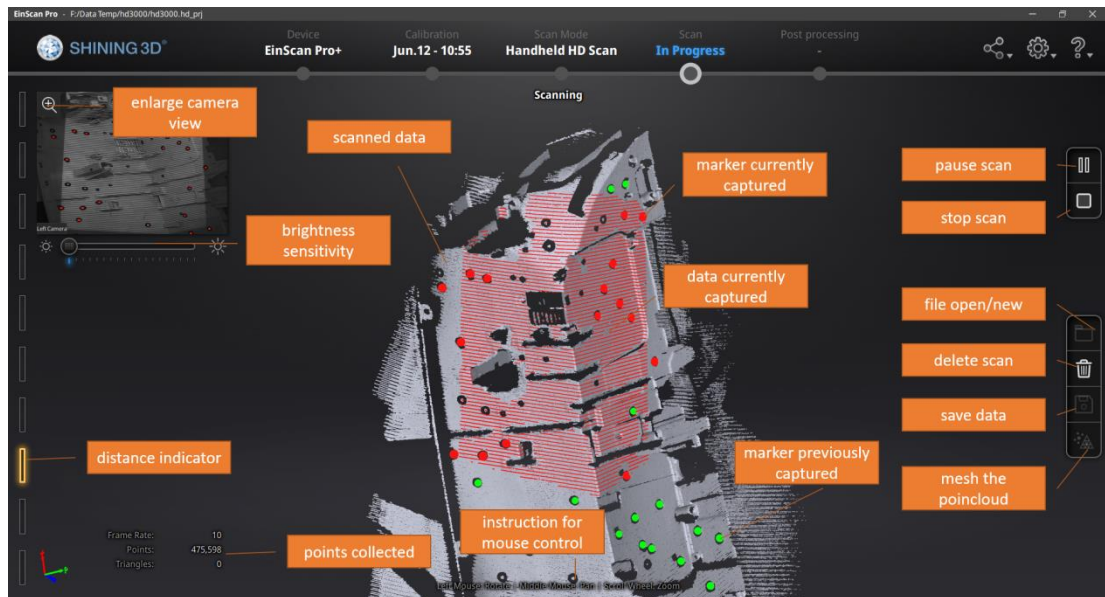 EinScan Pro - F:/Data Temp/hd3000/hd3000.hd_prj
SHINING 3D®
Device
EinScan Pro+
Calibration
Jun.12 - 10:55
Scan Mode
Handheld HD Scan
Scan
In Progress
Post processing
-
Scanning
enlarge camera
view
Left Camera
scanned data
marker currently
captured
pause scan
stop scan
brightness
sensitivity
data currently
captured
file open/new
delete scan
save data
distance indicator
marker previously
captured
mesh the
poincloud
instruction for
mouse control
points collected
Frame Rate: 10
Points: 475,598
Triangles: 0
Left Mouse: Rotate | Middle Mouse: Pan | Scroll Wheel: Zoom